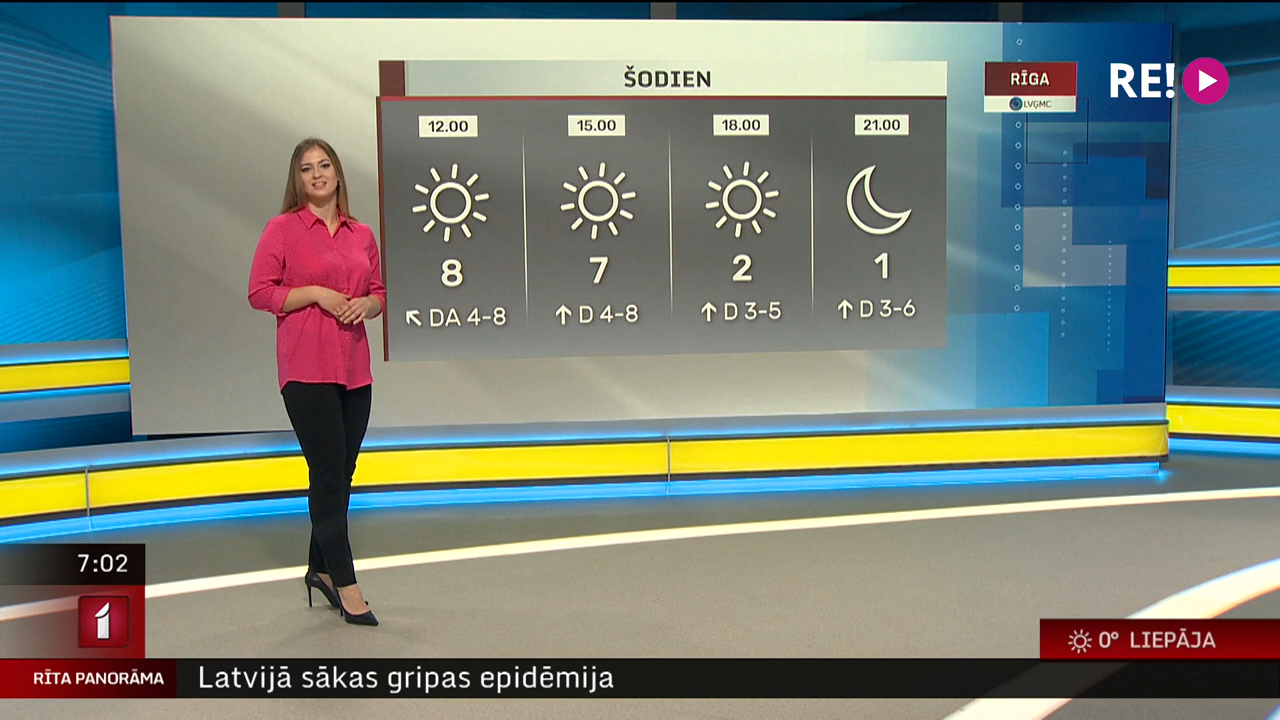 ŠODIEN
RĪGA
LVĢMC
RE!
12.00
15.00
18.00
21.00
8
7
2
1
DA 4-8
D 4-8
D 3-5
D 3-6
7:02
1
0° LIEPĀJA
RĪTA PANORĀMA
Latvijā sākas gripas epidēmija